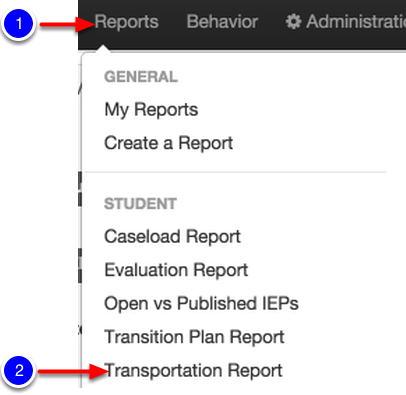 1 Reports Behavior Administrati
GENERAL
My Reports
Create a Report
STUDENT
Caseload Report
Evaluation Report
Open vs Published IEPs
Transition Plan Report
2 Transportation Report